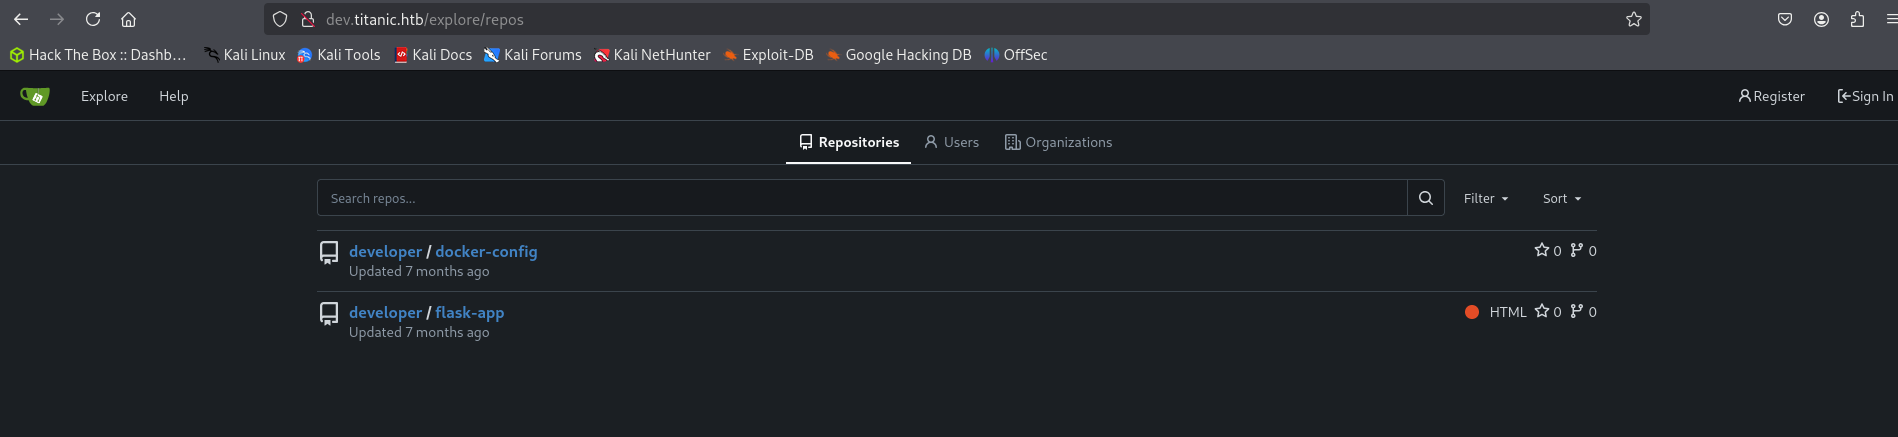 dev.titanic.htb/explore/repos
Hack The Box :: Dashb… Kali Linux Kali Tools Kali Docs Kali Forums Kali NetHunter Exploit-DB Google Hacking DB OffSec
Explore Help Register Sign In
Repositories Users Organizations
Search repos... Filter Sort
developer / docker-config 0 0
Updated 7 months ago
developer / flask-app HTML 0 0
Updated 7 months ago